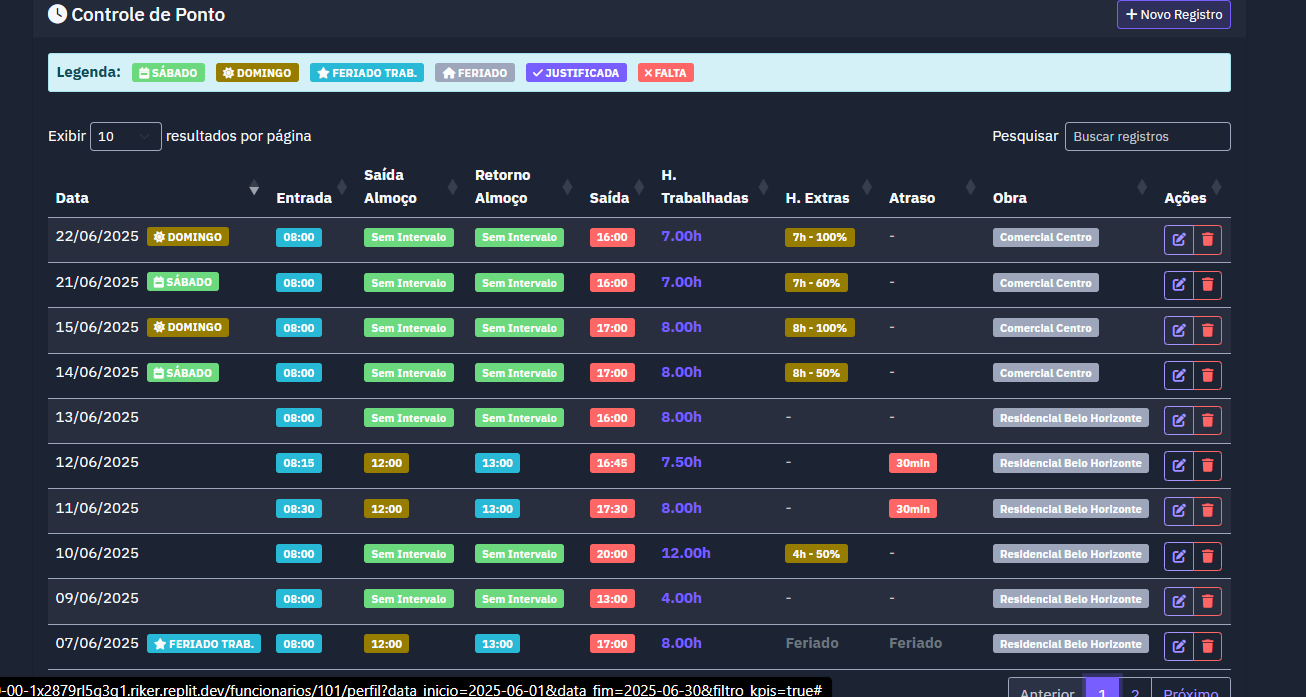 Controle de Ponto
+ Novo Registro
Legenda: SÁBADO DOMINGO FERIADO TRAB. FERIADO JUSTIFICADA FALTA
Exibir 10 resultados por página
Pesquisar Buscar registros
Data Entrada Saída Almoço Retorno Almoço Saída H. Trabalhadas H. Extras Atraso Obra Ações
22/06/2025 DOMINGO 08:00 Sem Intervalo Sem Intervalo 16:00 7.00h 7h - 100% - Comercial Centro
21/06/2025 SÁBADO 08:00 Sem Intervalo Sem Intervalo 16:00 7.00h 7h - 60% - Comercial Centro
15/06/2025 DOMINGO 08:00 Sem Intervalo Sem Intervalo 17:00 8.00h 8h - 100% - Comercial Centro
14/06/2025 SÁBADO 08:00 Sem Intervalo Sem Intervalo 17:00 8.00h 8h - 50% - Comercial Centro
13/06/2025 08:00 Sem Intervalo Sem Intervalo 16:00 8.00h - - Residencial Belo Horizonte
12/06/2025 08:15 12:00 13:00 16:45 7.50h - 30min Residencial Belo Horizonte
11/06/2025 08:30 12:00 13:00 17:30 8.00h - 30min Residencial Belo Horizonte
10/06/2025 08:00 Sem Intervalo Sem Intervalo 20:00 12.00h 4h - 50% - Residencial Belo Horizonte
09/06/2025 08:00 Sem Intervalo Sem Intervalo 13:00 4.00h - - Residencial Belo Horizonte
07/06/2025 FERIADO TRAB. 08:00 12:00 13:00 17:00 8.00h Feriado Feriado Residencial Belo Horizonte
-00-1x2879rl5g3g1.riker.replit.dev/funcionarios/101/perfil?data_inicio=2025-06-01&data_fim=2025-06-30&filtro_kpis=true#
Anterior 1 2 Próximo